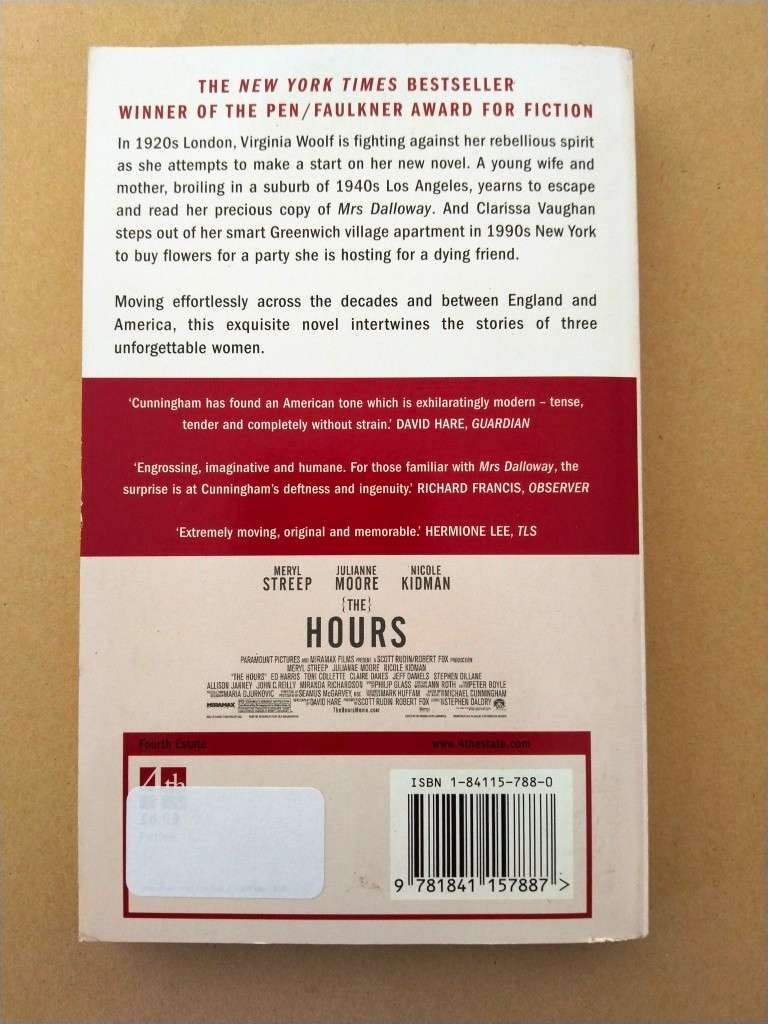 THE NEW YORK TIMES BESTSELLER
WINNER OF THE PEN/FAULKNER AWARD FOR FICTION
In 1920s London, Virginia Woolf is fighting against her rebellious spirit
as she attempts to make a start on her new novel. A young wife and
mother, broiling in a suburb of 1940s Los Angeles, yearns to escape
and read her precious copy of Mrs Dalloway. And Clarissa Vaughan
steps out of her smart Greenwich village apartment in 1990s New York
to buy flowers for a party she is hosting for a dying friend.
Moving effortlessly across the decades and between England and
America, this exquisite novel intertwines the stories of three
unforgettable women.
'Cunningham has found an American tone which is exhilaratingly modern – tense,
tender and completely without strain.' DAVID HARE, GUARDIAN
'Engrossing, imaginative and humane. For those familiar with Mrs Dalloway, the
surprise is at Cunningham's deftness and ingenuity.' RICHARD FRANCIS, OBSERVER
'Extremely moving, original and memorable.' HERMIONE LEE, TLS
MERYL STREEP JULIANNE MOORE NICOLE KIDMAN
{THE}
HOURS
PARAMOUNT PICTURES AND MIRAMAX FILMS PRESENT A SCOTT RUDIN/ROBERT FOX PRODUCTION
MERYL STREEP JULIANNE MOORE NICOLE KIDMAN
"THE HOURS" ED HARRIS TONI COLLETTE CLAIRE DANES JEFF DANIELS STEPHEN DILLANE
ALLISON JANNEY JOHN C. REILLY MIRANDA RICHARDSON PHILIP GLASS ANN ROTH PETER BOYLE
MARIA DJURKOVIC SEAMUS McGARVEY, BSC MARK HUFFAM MICHAEL CUNNINGHAM
MIRAMAX DAVID HARE SCOTT RUDIN ROBERT FOX STEPHEN DALDRY
TheHoursMovie.com
Fourth Estate www.4thestate.com
4th
ISBN 1-84115-788-0
9 781841 157887 >